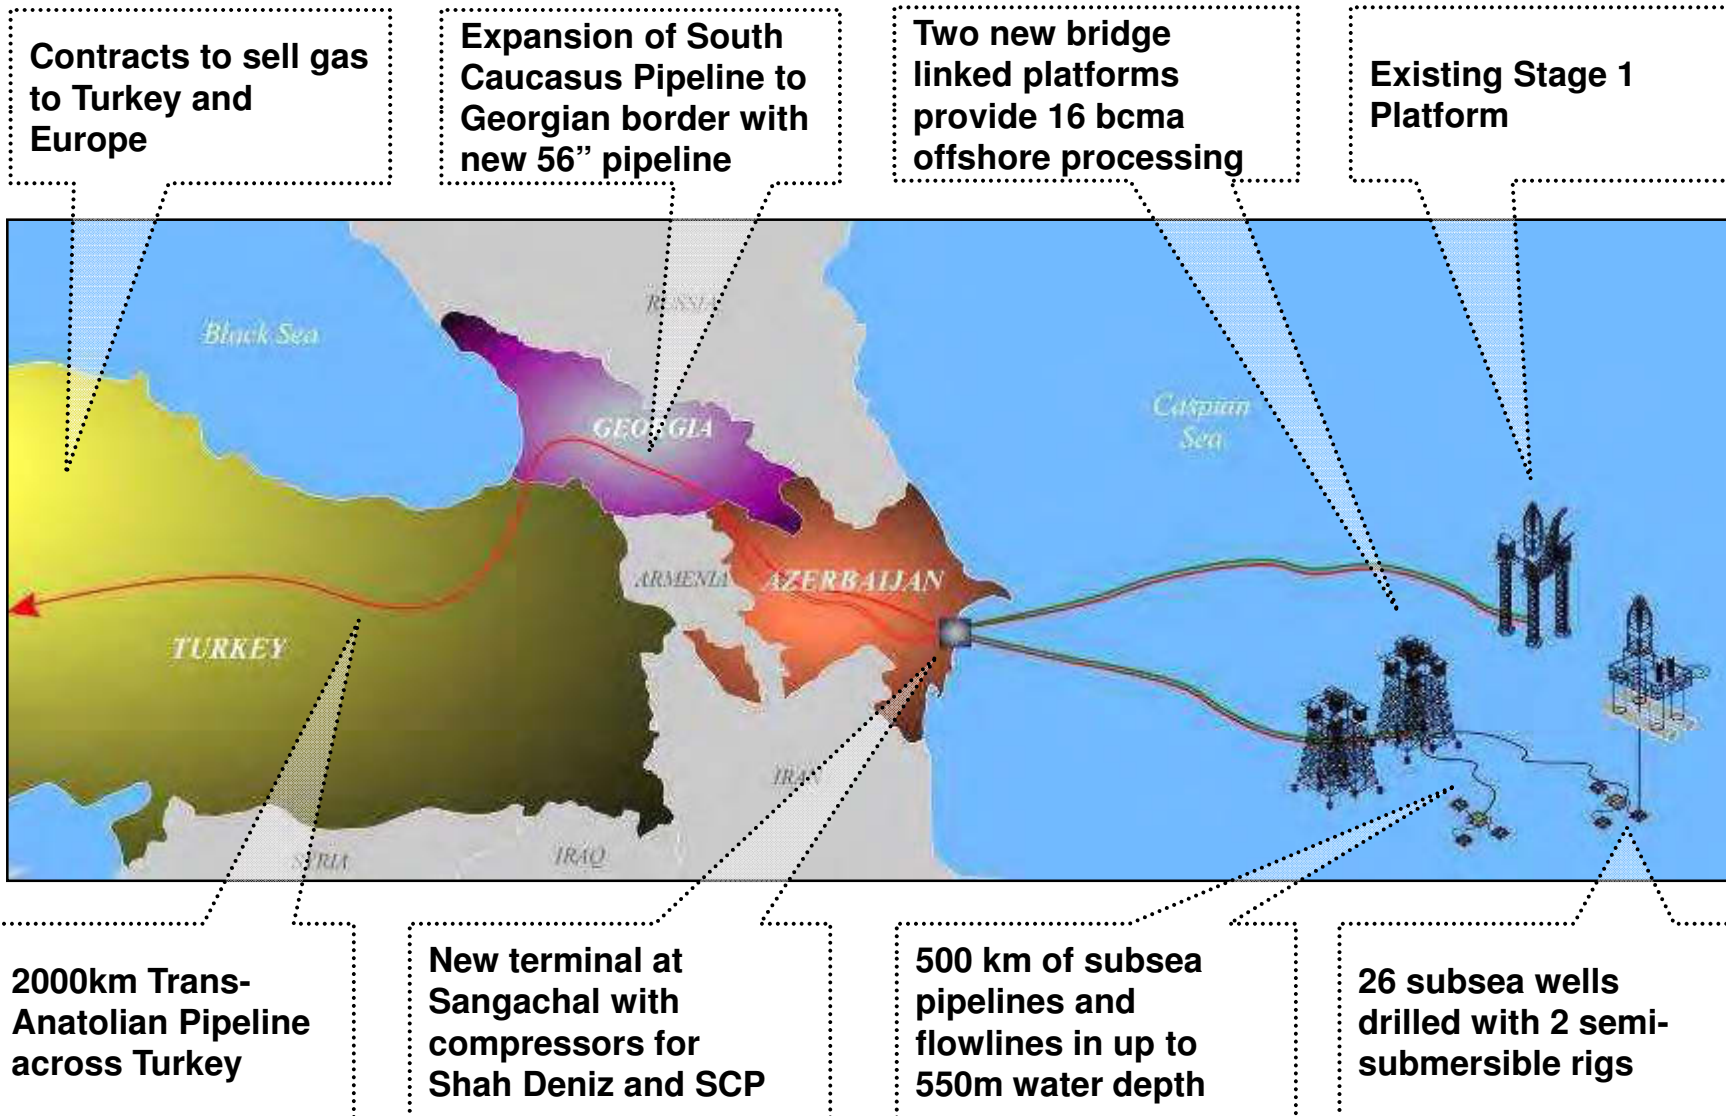 Contracts to sell gas
to Turkey and
Europe
Expansion of South
Caucasus Pipeline to
Georgian border with
new 56” pipeline
Two new bridge
linked platforms
provide 16 bcma
offshore processing
Existing Stage 1
Platform
RUSSIA
Black Sea
Caspian
Sea
GEORGIA
ARMENIA
AZERBAIJAN
TURKEY
IRAN
SYRIA
IRAQ
2000km Trans-
Anatolian Pipeline
across Turkey
New terminal at
Sangachal with
compressors for
Shah Deniz and SCP
500 km of subsea
pipelines and
flowlines in up to
550m water depth
26 subsea wells
drilled with 2 semi-
submersible rigs